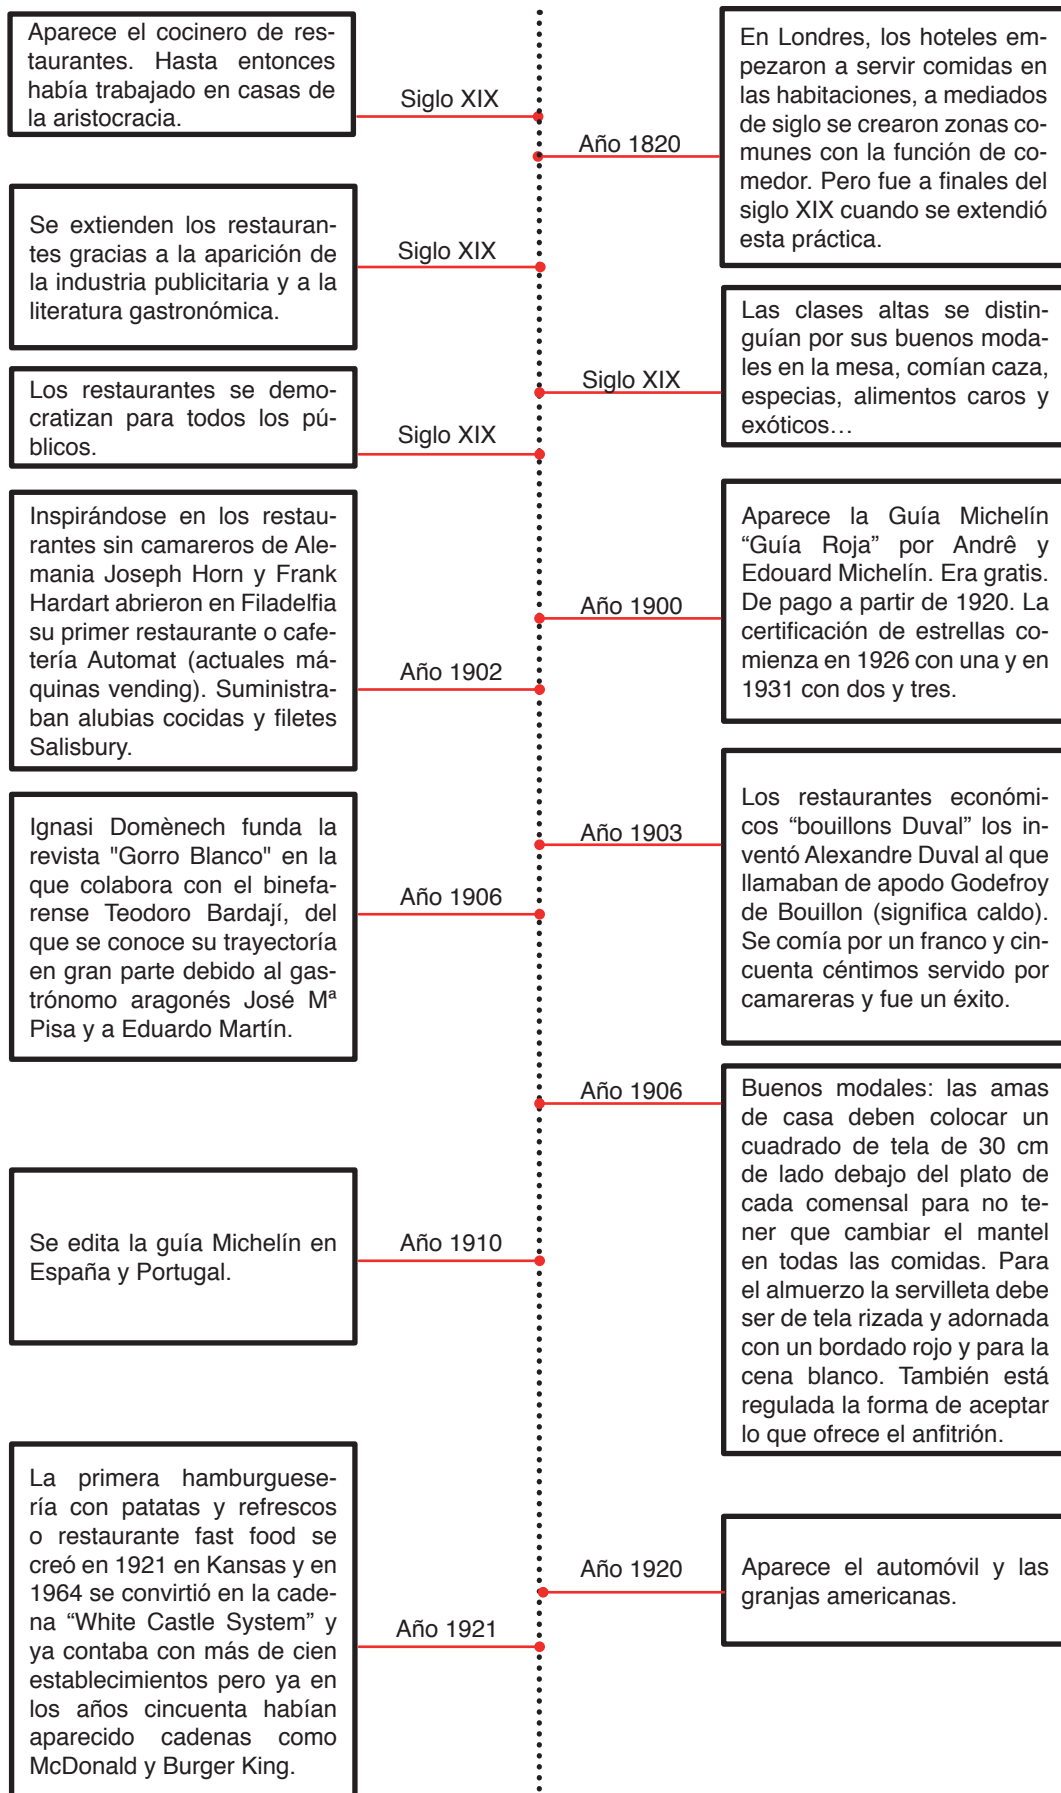 Aparece el cocinero de res-
taurantes. Hasta entonces
había trabajado en casas de
la aristocracia.
Siglo XIX
En Londres, los hoteles em-
pezaron a servir comidas en
las habitaciones, a mediados
de siglo se crearon zonas co-
munes con la función de co-
medor. Pero fue a finales del
siglo XIX cuando se extendió
esta práctica.
Año 1820
Se extienden los restauran-
tes gracias a la aparición de
la industria publicitaria y a la
literatura gastronómica.
Siglo XIX
Las clases altas se distin-
guían por sus buenos moda-
les en la mesa, comían caza,
especias, alimentos caros y
exóticos…
Siglo XIX
Los restaurantes se demo-
cratizan para todos los pú-
blicos.
Siglo XIX
Aparece la Guía Michelín
“Guía Roja” por Andrê y
Edouard Michelín. Era gratis.
De pago a partir de 1920. La
certificación de estrellas co-
mienza en 1926 con una y en
1931 con dos y tres.
Año 1900
Inspirándose en los restau-
rantes sin camareros de Ale-
mania Joseph Horn y Frank
Hardart abrieron en Filadelfia
su primer restaurante o cafe-
tería Automat (actuales má-
quinas vending). Suministra-
ban alubias cocidas y filetes
Salisbury.
Año 1902
Los restaurantes económi-
cos “bouillons Duval” los in-
ventó Alexandre Duval al que
llamaban de apodo Godefroy
de Bouillon (significa caldo).
Se comía por un franco y cin-
cuenta céntimos servido por
camareras y fue un éxito.
Año 1903
Ignasi Domènech funda la
revista "Gorro Blanco" en la
que colabora con el binefa-
rense Teodoro Bardají, del
que se conoce su trayectoría
en gran parte debido al gas-
trónomo aragonés José Mª
Pisa y a Eduardo Martín.
Año 1906
Buenos modales: las amas
de casa deben colocar un
cuadrado de tela de 30 cm
de lado debajo del plato de
cada comensal para no te-
ner que cambiar el mantel
en todas las comidas. Para
el almuerzo la servilleta debe
ser de tela rizada y adornada
con un bordado rojo y para la
cena blanco. También está
regulada la forma de aceptar
lo que ofrece el anfitrión.
Año 1906
Se edita la guía Michelín en
España y Portugal.
Año 1910
Aparece el automóvil y las
granjas americanas.
Año 1920
La primera hamburguese-
ría con patatas y refrescos
o restaurante fast food se
creó en 1921 en Kansas y en
1964 se convirtió en la cade-
na “White Castle System” y
ya contaba con más de cien
establecimientos pero ya en
los años cincuenta habían
aparecido cadenas como
McDonald y Burger King.
Año 1921